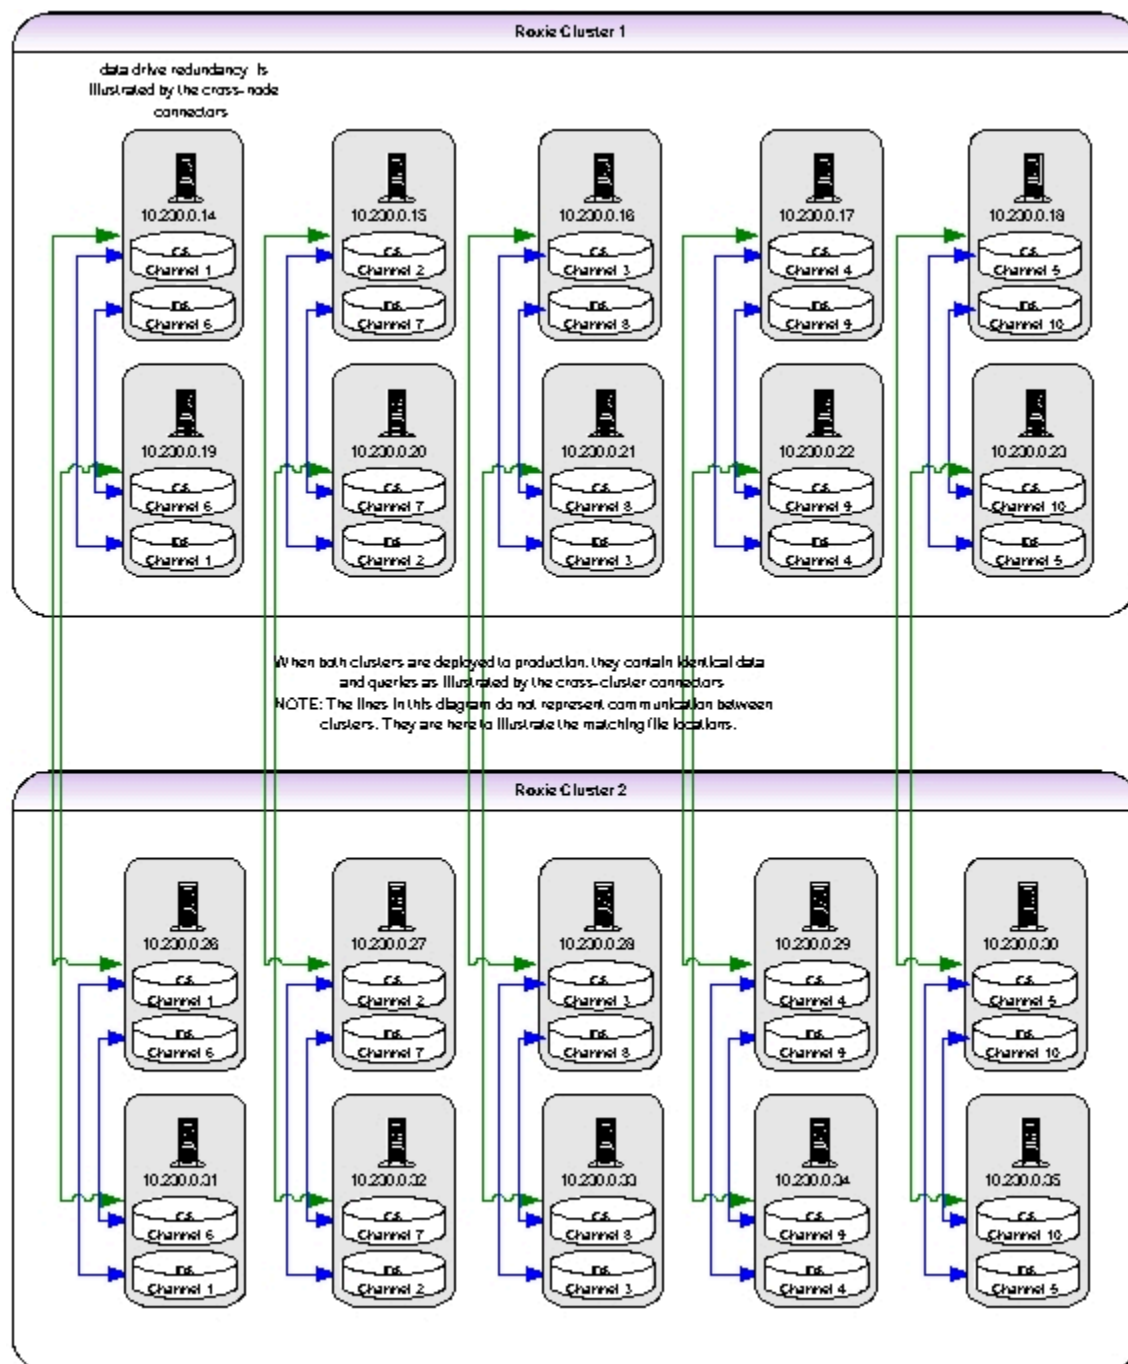 Roxie Cluster 1
data drive redundancy is
illustrated by the cross-node
connectors
10.230.0.14
10.230.0.15
10.230.0.16
10.230.0.17
10.230.0.18
Channel 1
Channel 2
Channel 3
Channel 4
Channel 5
Channel 6
Channel 7
Channel 8
Channel 9
Channel 10
10.230.0.19
10.230.0.20
10.230.0.21
10.230.0.22
10.230.0.23
Channel 6
Channel 7
Channel 8
Channel 9
Channel 10
Channel 1
Channel 2
Channel 3
Channel 4
Channel 5
When both clusters are deployed to production, they contain identical data
and queries as illustrated by the cross-cluster connectors
NOTE: The lines in this diagram do not represent communication between
clusters. They are here to illustrate the matching file locations.
Roxie Cluster 2
10.230.0.26
10.230.0.27
10.230.0.28
10.230.0.29
10.230.0.30
Channel 1
Channel 2
Channel 3
Channel 4
Channel 5
Channel 6
Channel 7
Channel 8
Channel 9
Channel 10
10.230.0.31
10.230.0.32
10.230.0.33
10.230.0.34
10.230.0.35
Channel 6
Channel 7
Channel 8
Channel 9
Channel 10
Channel 1
Channel 2
Channel 3
Channel 4
Channel 5